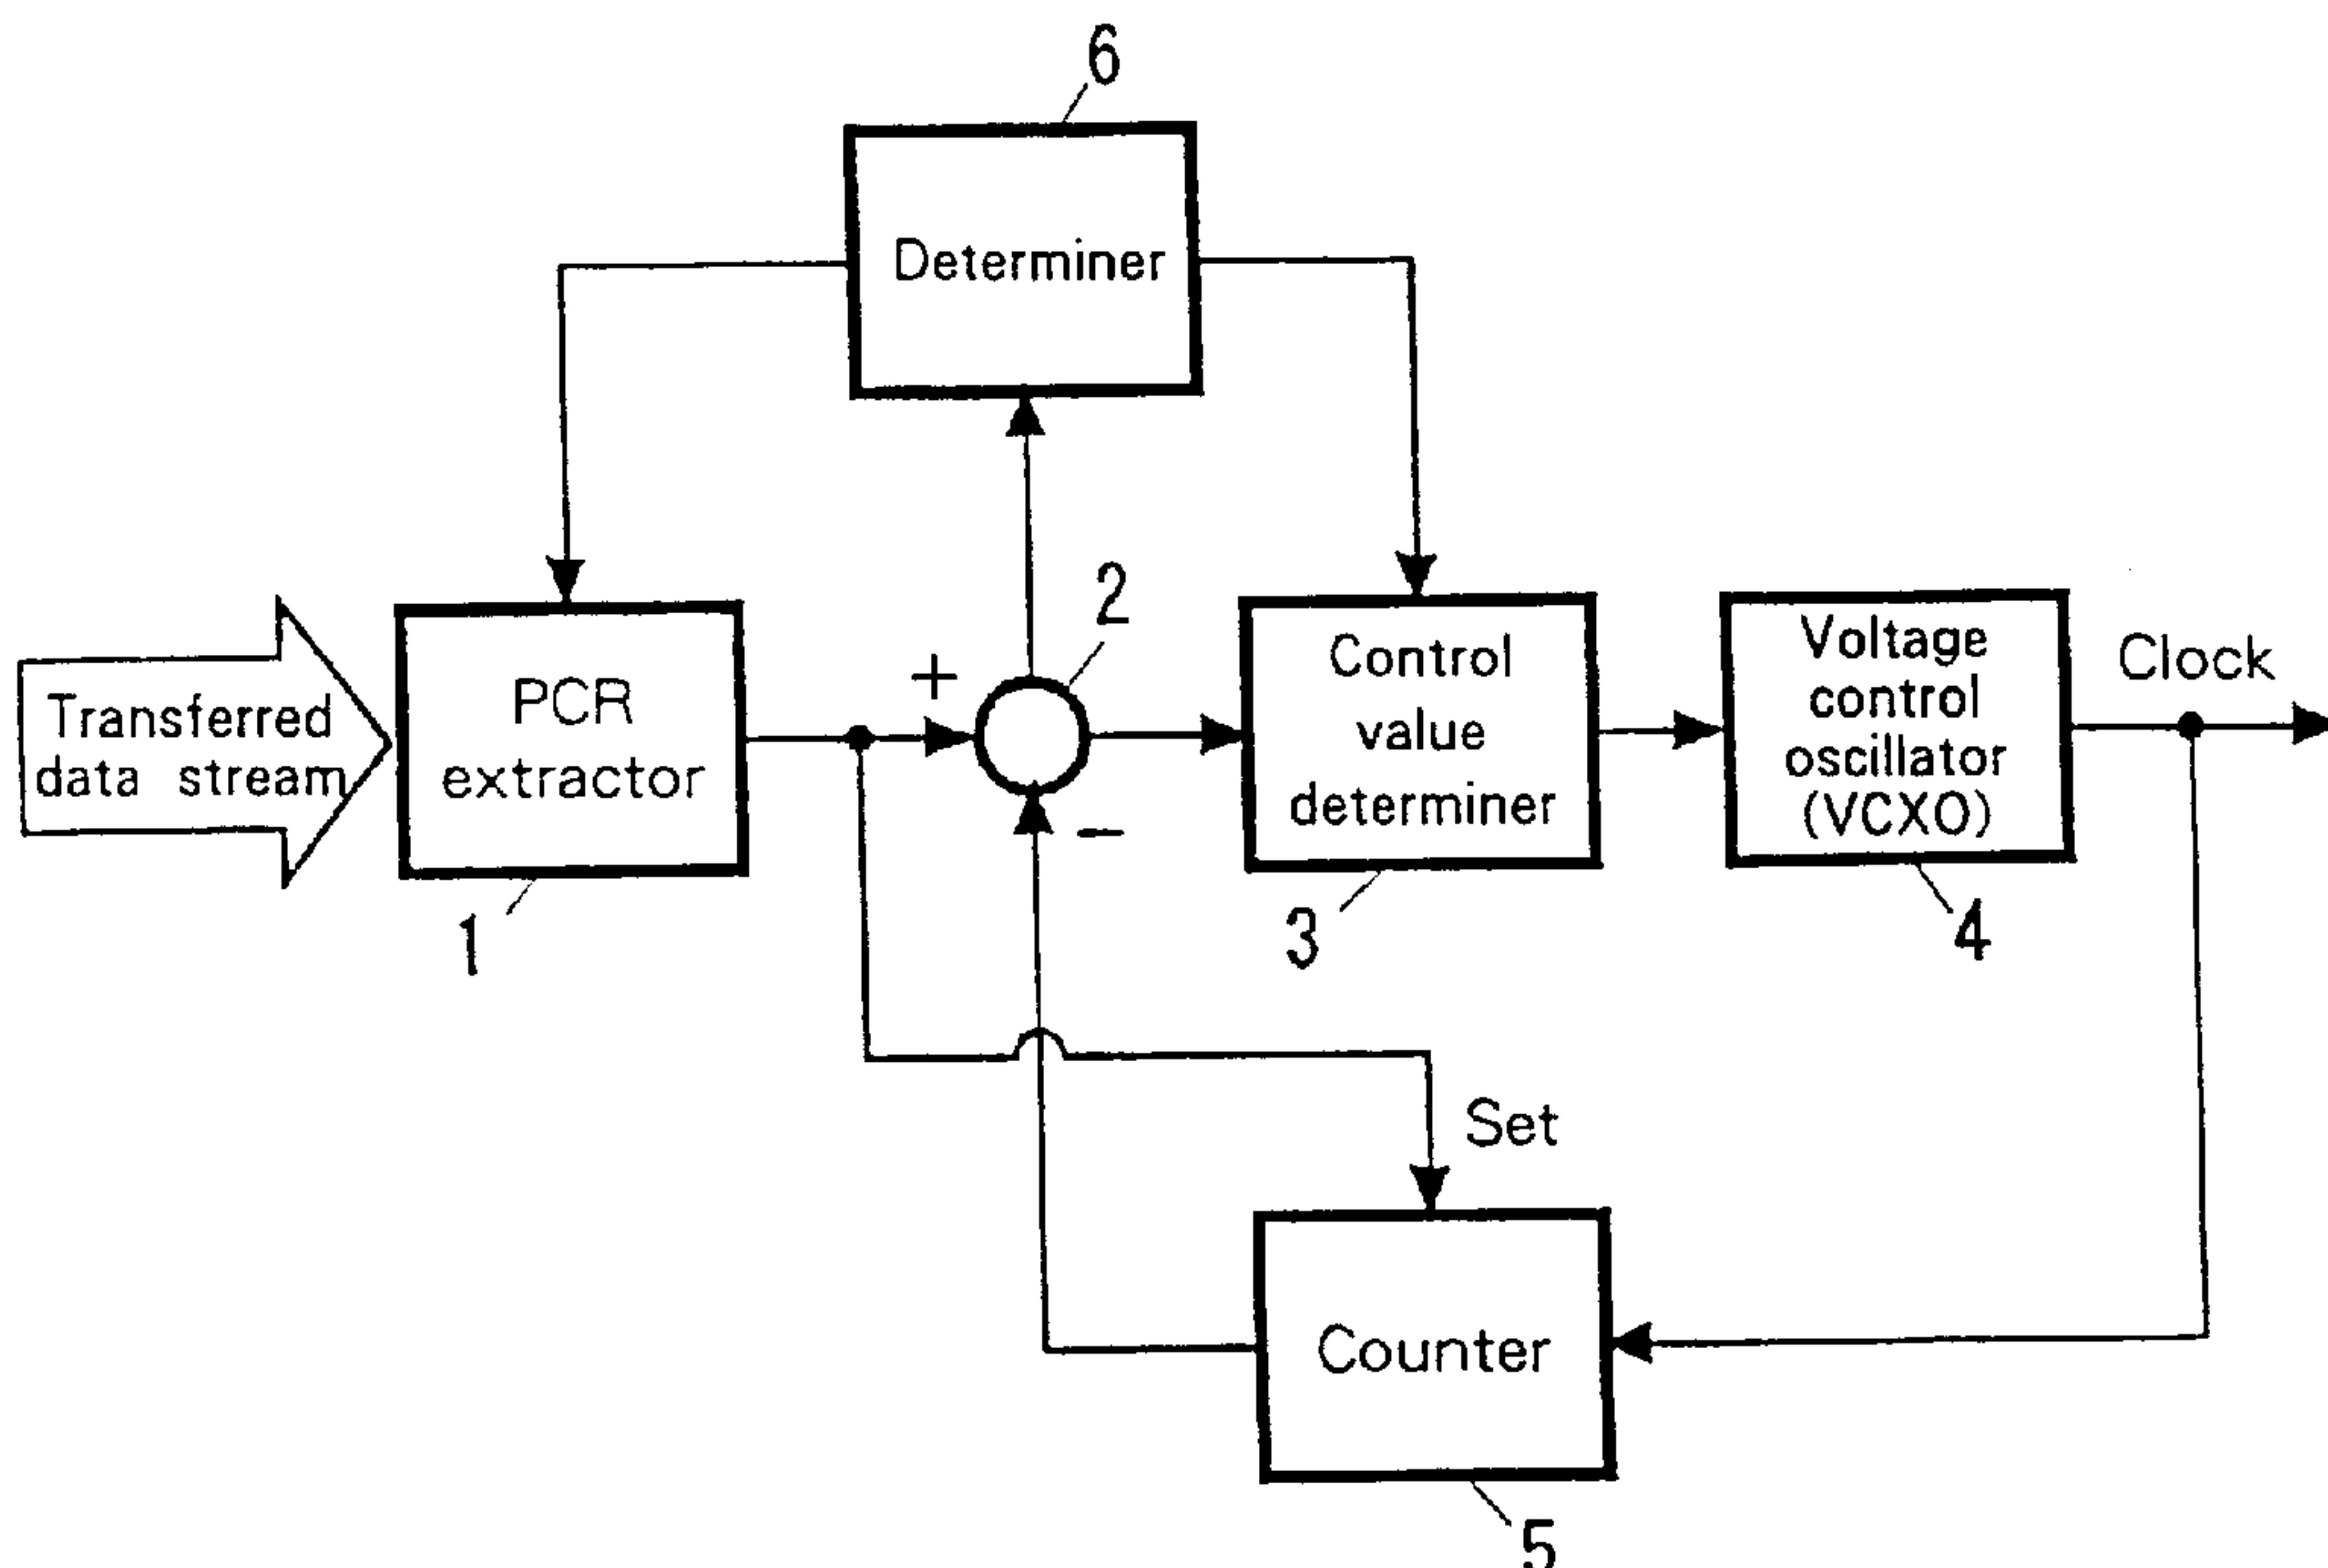 6
Determiner
2
Transferred
data stream
PCR
extractor
1
+
−
Control
value
determiner
3
Voltage
control
oscillator
(VCXO)
4
Clock
Set
Counter
5